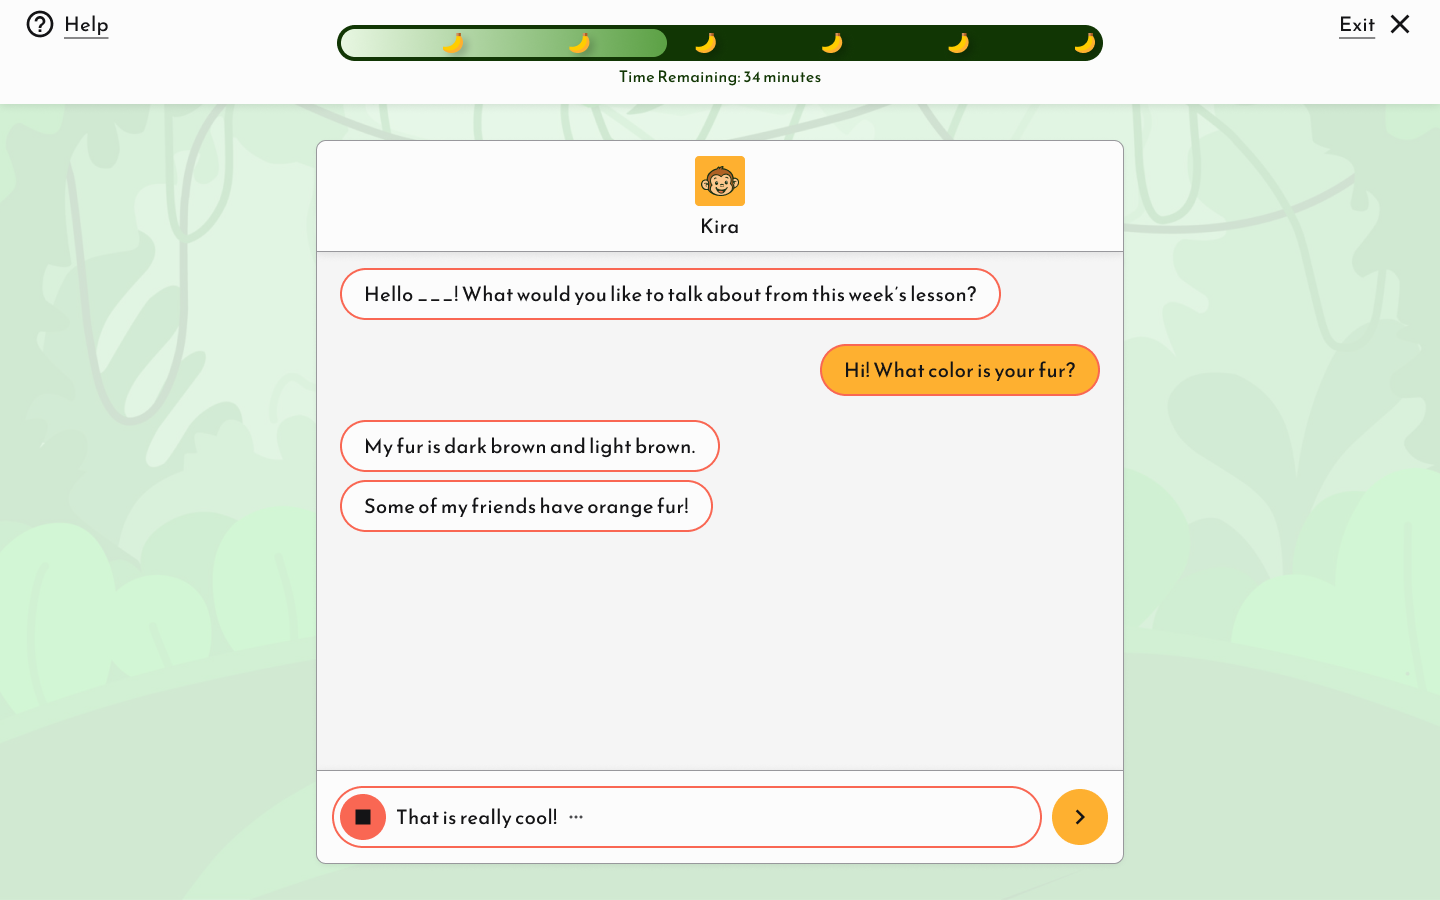 Help
Exit
Time Remaining: 34 minutes
Kira
Hello ___! What would you like to talk about from this week's lesson?
Hi! What color is your fur?
My fur is dark brown and light brown.
Some of my friends have orange fur!
That is really cool! ...